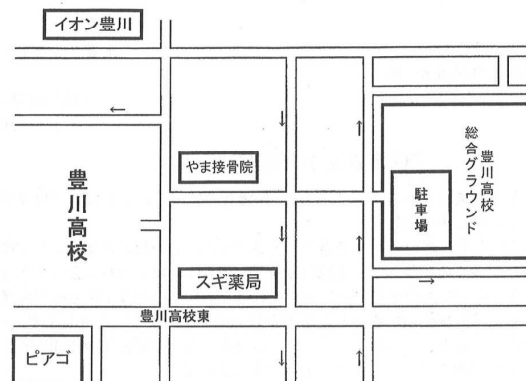 イオン豊川
←
↓
↑
やま接骨院
豊川高校
総合グラウンド
駐車場
豊川高校
↓
↑
スギ薬局
→
豊川高校東
ピアゴ
↓
↑